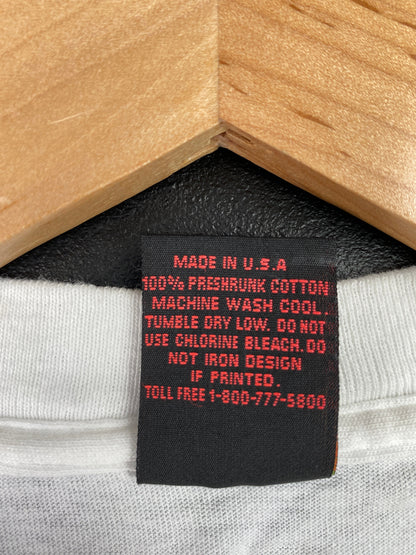 MADE IN U.S.A
100% PRESHRUNK COTTON
MACHINE WASH COOL.
TUMBLE DRY LOW. DO NOT
USE CHLORINE BLEACH. DO
NOT IRON DESIGN
IF PRINTED.
TOLL FREE 1-800-777-5800